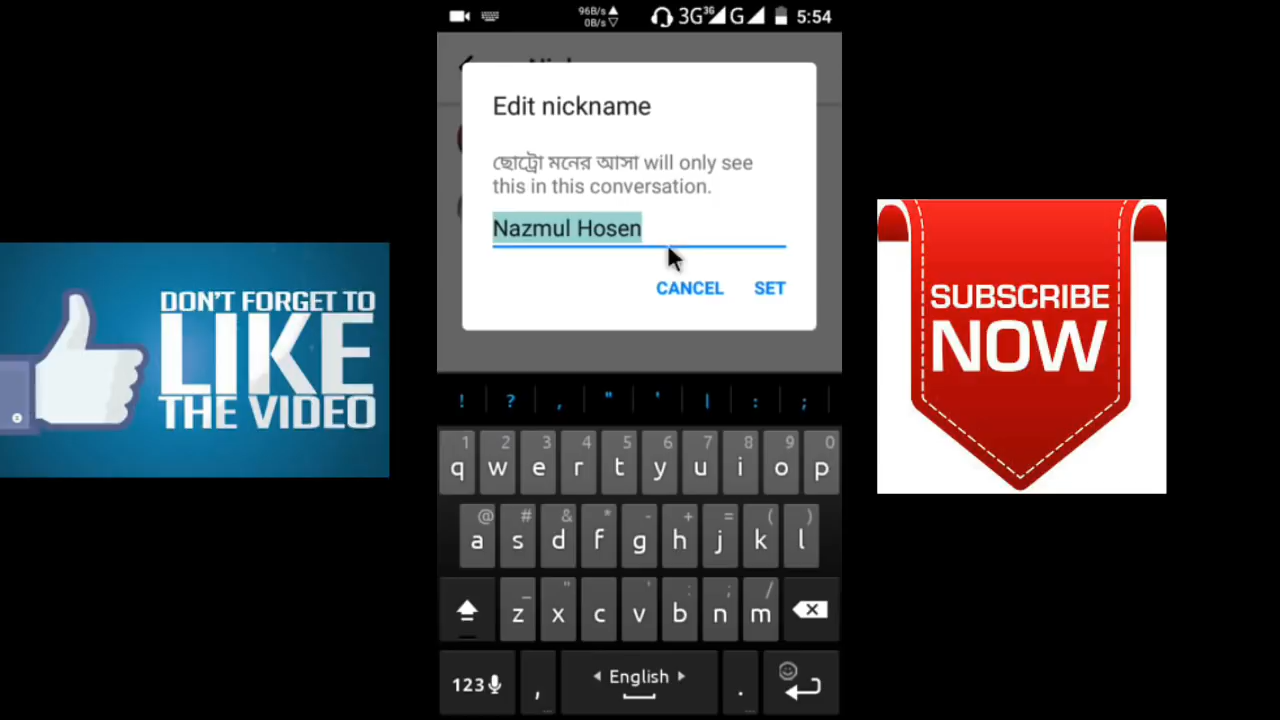 96B/s
0B/s
3G 3G G 5:54
Edit nickname
ছোট্রো মনের আসা will only see
this in this conversation.
Nazmul Hosen
CANCEL SET
DON'T FORGET TO
LIKE
THE VIDEO
SUBSCRIBE
NOW
! ? , " ' | : ;
1 2 3 4 5 6 7 8 9 0
q w e r t y u i o p
@ # & * - + = ( )
a s d f g h j k l
_ " ' : ; /
z x c v b n m
123 , English .